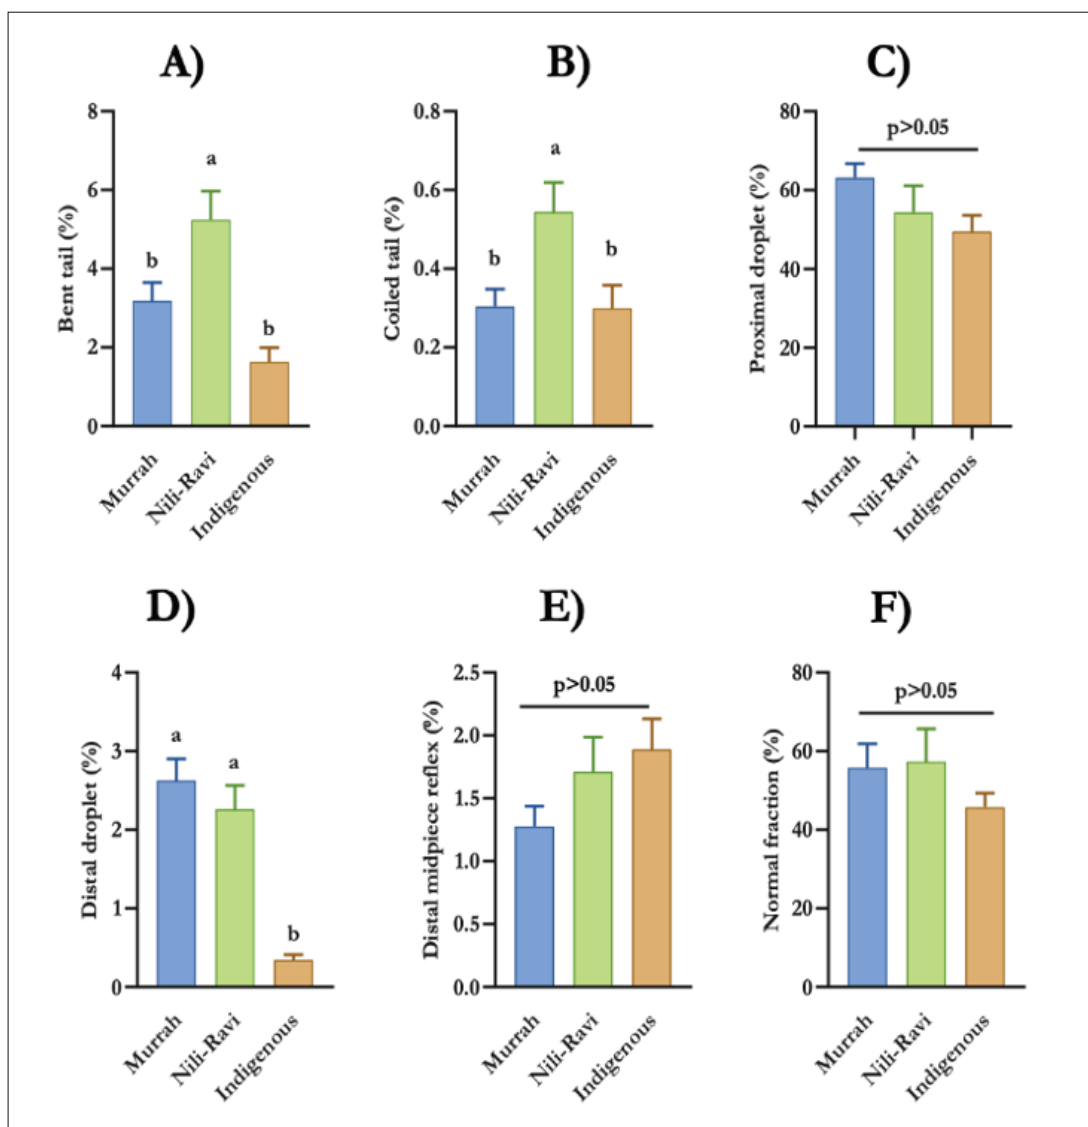 A)
B)
C)
Bent tail (%)
8
6
4
2
0
a
b
b
Murrah
Nili-Ravi
Indigenous
Coiled tail (%)
0.8
0.6
0.4
0.2
0.0
a
b
b
Murrah
Nili-Ravi
Indigenous
Proximal droplet (%)
80
60
40
20
0
p>0.05
Murrah
Nili-Ravi
Indigenous
D)
E)
F)
Distal droplet (%)
4
3
2
1
0
a
a
b
Murrah
Nili-Ravi
Indigenous
Distal midpiece reflex (%)
2.5
2.0
1.5
1.0
0.5
0.0
p>0.05
Murrah
Nili-Ravi
Indigenous
Normal fraction (%)
80
60
40
20
0
p>0.05
Murrah
Nili-Ravi
Indigenous